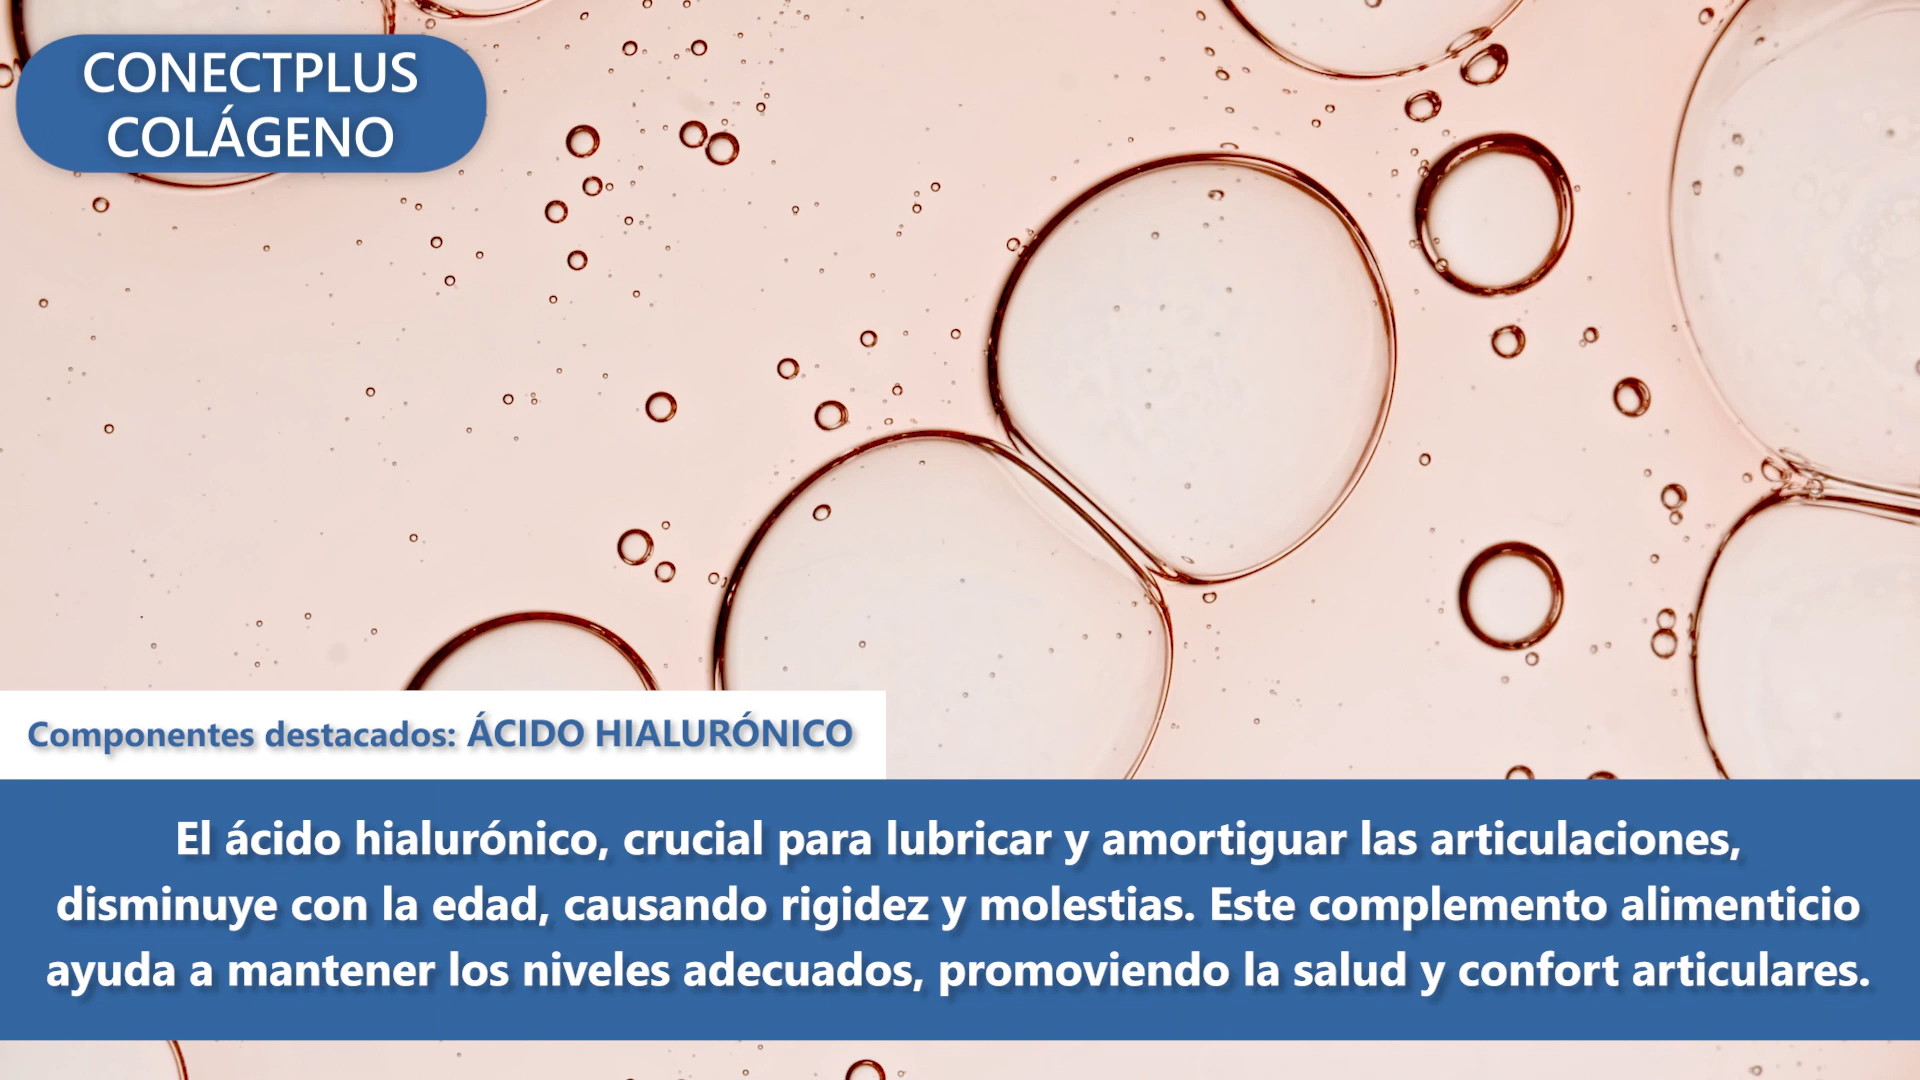 CONECTPLUS
COLÁGENO
Componentes destacados: ÁCIDO HIALURÓNICO
El ácido hialurónico, crucial para lubricar y amortiguar las articulaciones,
disminuye con la edad, causando rigidez y molestias. Este complemento alimenticio
ayuda a mantener los niveles adecuados, promoviendo la salud y confort articulares.